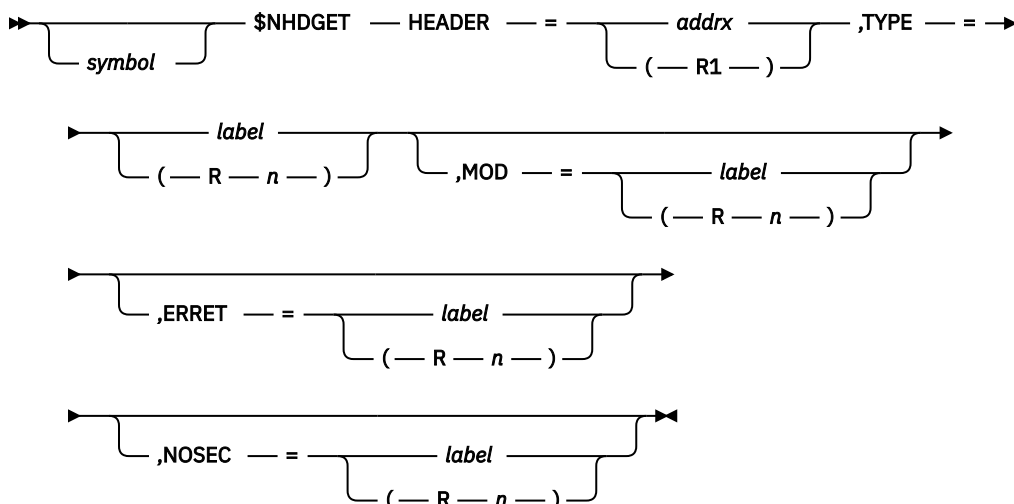 $NHDGET HEADER = addrx ,TYPE =
symbol ( R1 )
label
( R n ) ,MOD = label
( R n )
,ERRET = label
( R n )
,NOSEC = label
( R n )